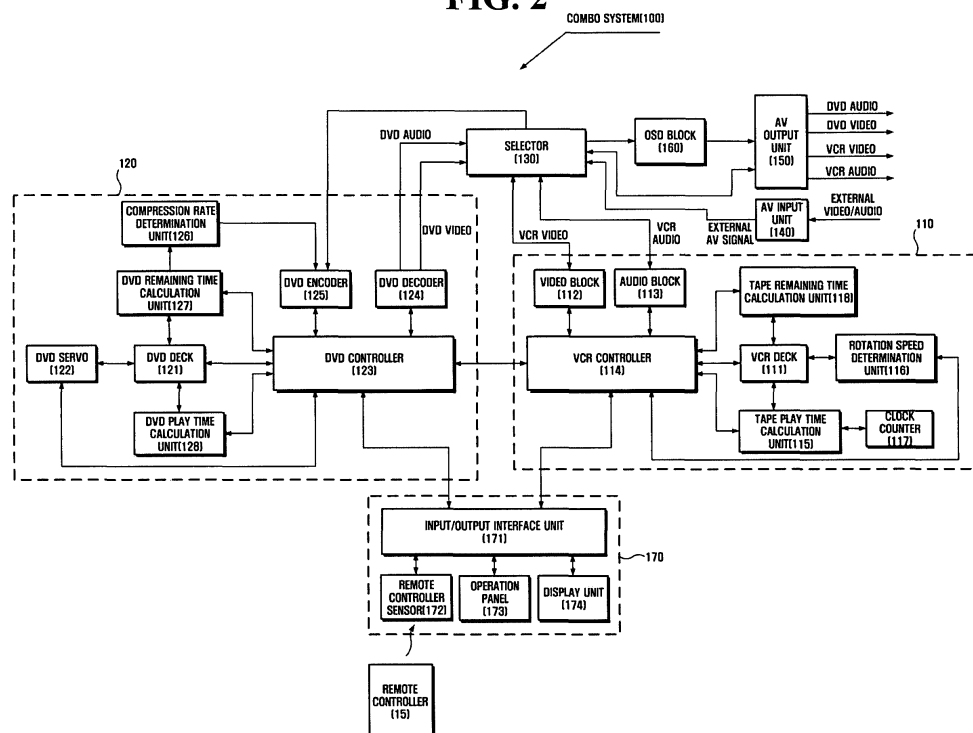 FIG. 2
COMBO SYSTEM(100)
DVD AUDIO
SELECTOR
(130)
OSD BLOCK
(160)
AV
OUTPUT
UNIT
(150)
DVD AUDIO
DVD VIDEO
VCR VIDEO
VCR AUDIO
120
COMPRESSION RATE
DETERMINATION
UNIT(126)
DVD VIDEO
VCR VIDEO
VCR
AUDIO
EXTERNAL
AV SIGNAL
AV INPUT
UNIT
(140)
EXTERNAL
VIDEO/AUDIO
110
DVD REMAINING TIME
CALCULATION
UNIT(127)
DVD ENCODER
(125)
DVD DECODER
(124)
VIDEO BLOCK
(112)
AUDIO BLOCK
(113)
TAPE REMAINING TIME
CALCULATION UNIT(118)
DVD SERVO
(122)
DVD DECK
(121)
DVD CONTROLLER
(123)
VCR CONTROLLER
(114)
VCR DECK
(111)
ROTATION SPEED
DETERMINATION
UNIT(116)
DVD PLAY TIME
CALCULATION
UNIT(128)
TAPE PLAY TIME
CALCULATION
UNIT(115)
CLOCK
COUNTER
(117)
INPUT/OUTPUT INTERFACE UNIT
(171)
170
REMOTE
CONTROLLER
SENSOR(172)
OPERATION
PANEL
(173)
DISPLAY UNIT
(174)
REMOTE
CONTROLLER
(15)